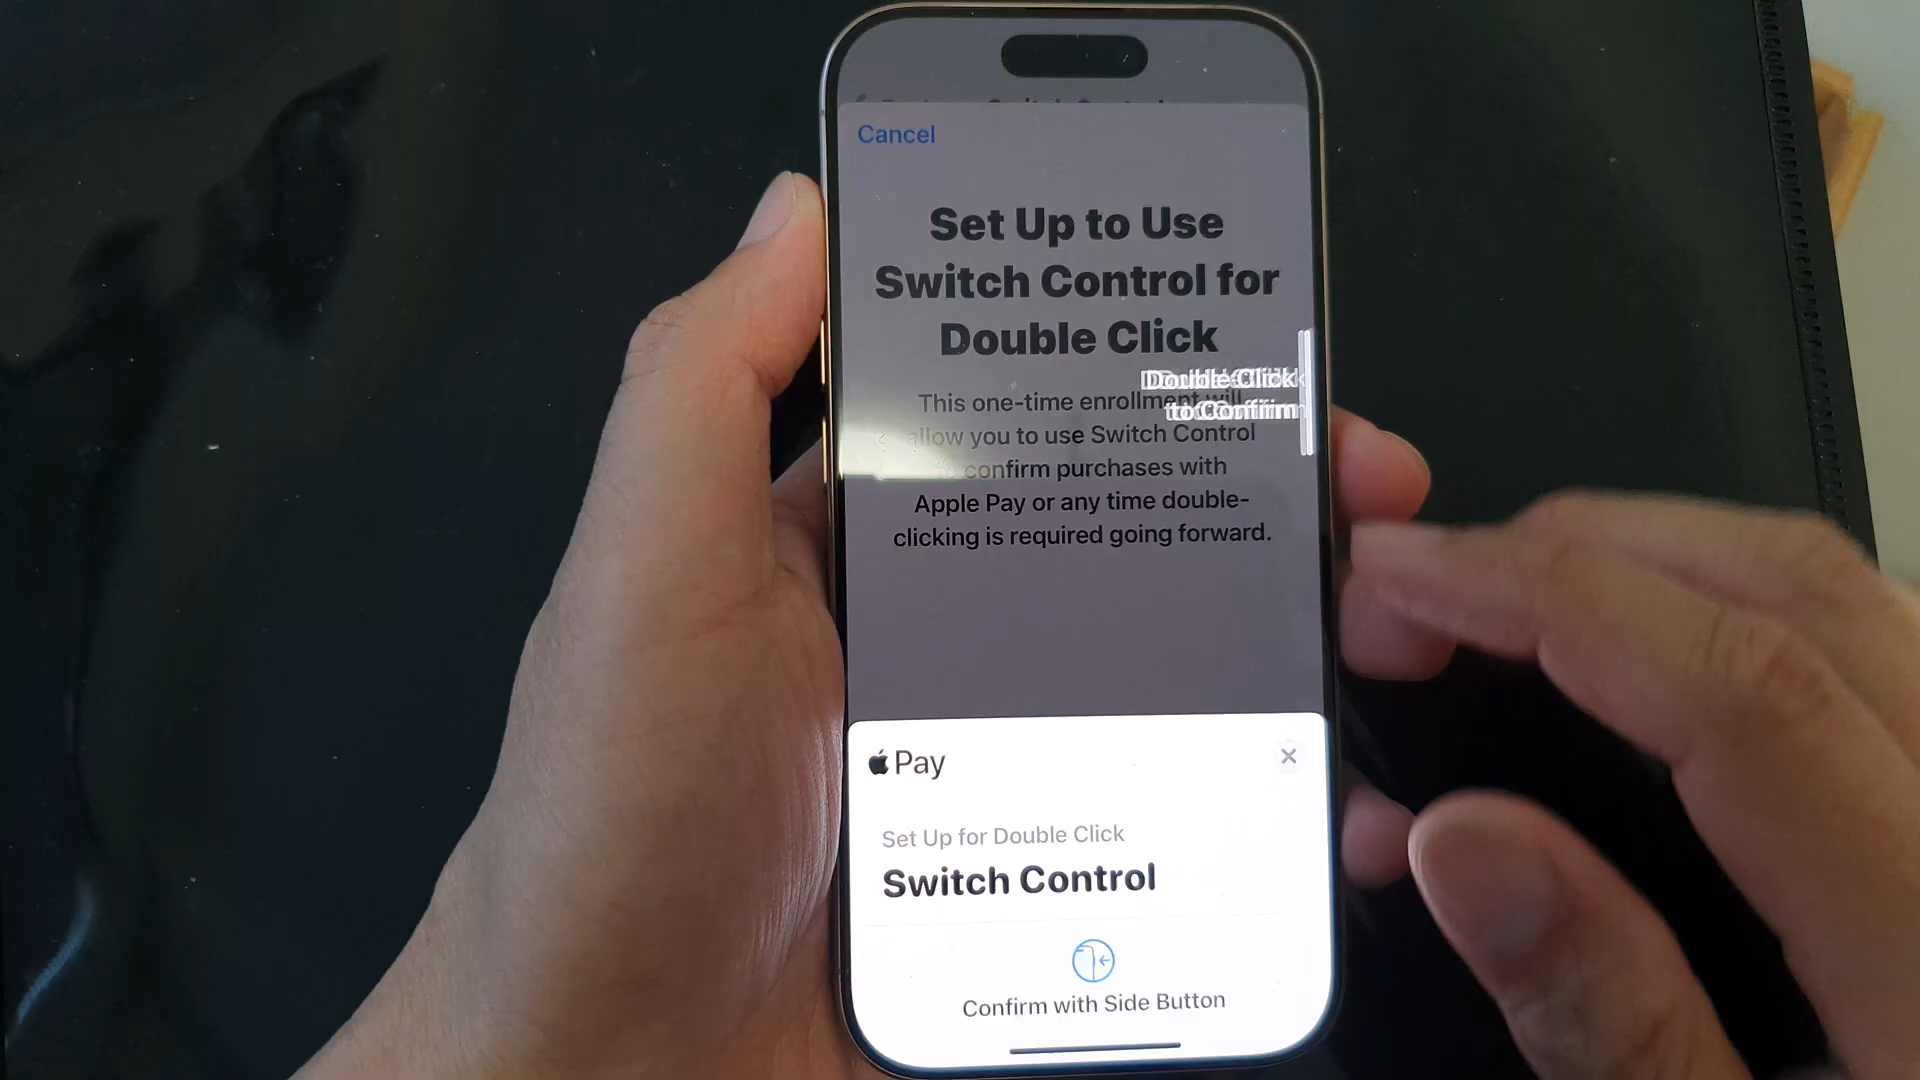 Cancel
Set Up to Use
Switch Control for
Double Click
Double Click
to Confirm
This one-time enrollment will
allow you to use Switch Control
confirm purchases with
Apple Pay or any time double-
clicking is required going forward.
Pay
Set Up for Double Click
Switch Control
Confirm with Side Button